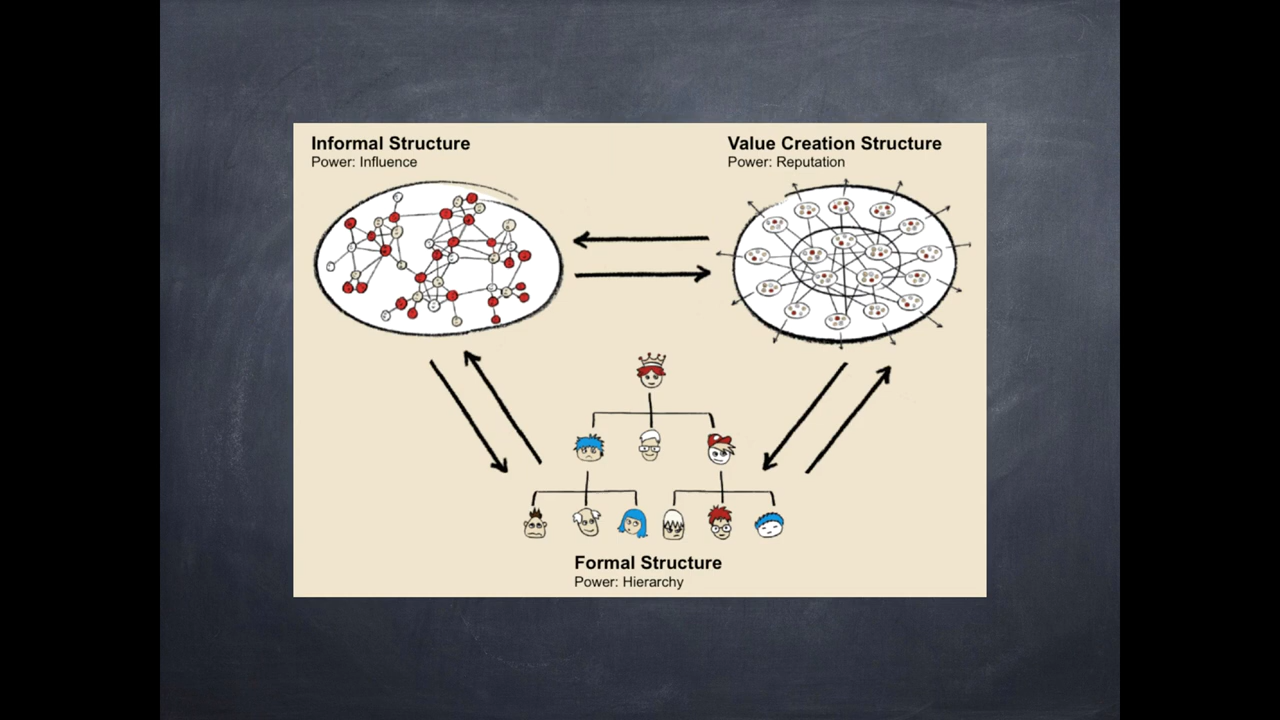 Informal Structure
Power: Influence
Value Creation Structure
Power: Reputation
Formal Structure
Power: Hierarchy